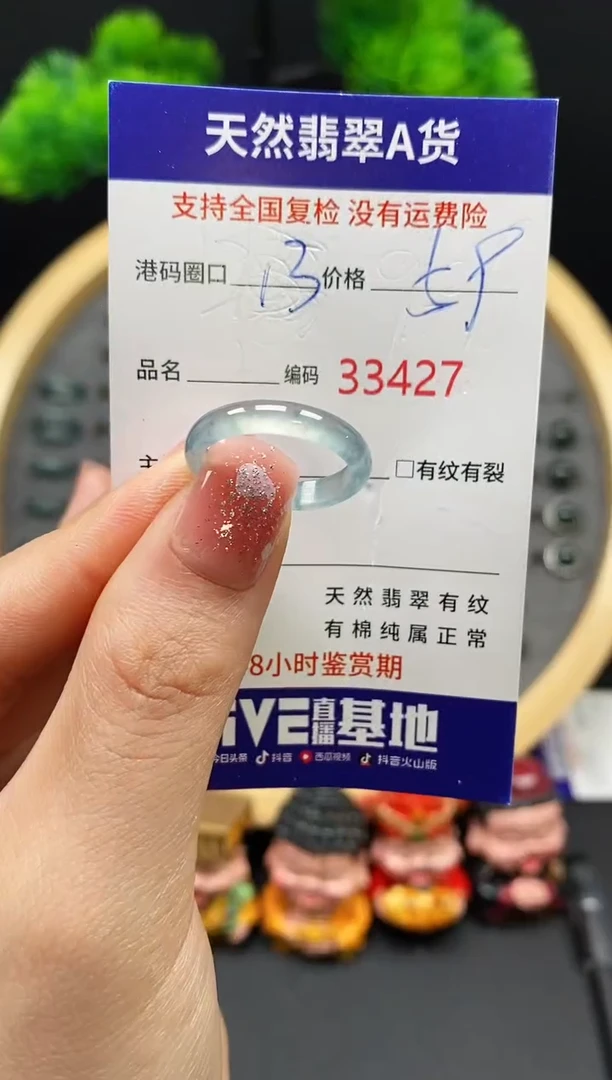 天然翡翠A货
支持全国复检 没有运费险
港码圈口 13 价格 58
品名 编码 33427
主 □有纹有裂
天然翡翠有纹
有棉纯属正常
8小时鉴赏期
直播基地
今日头条 抖音 西瓜视频 抖音火山版